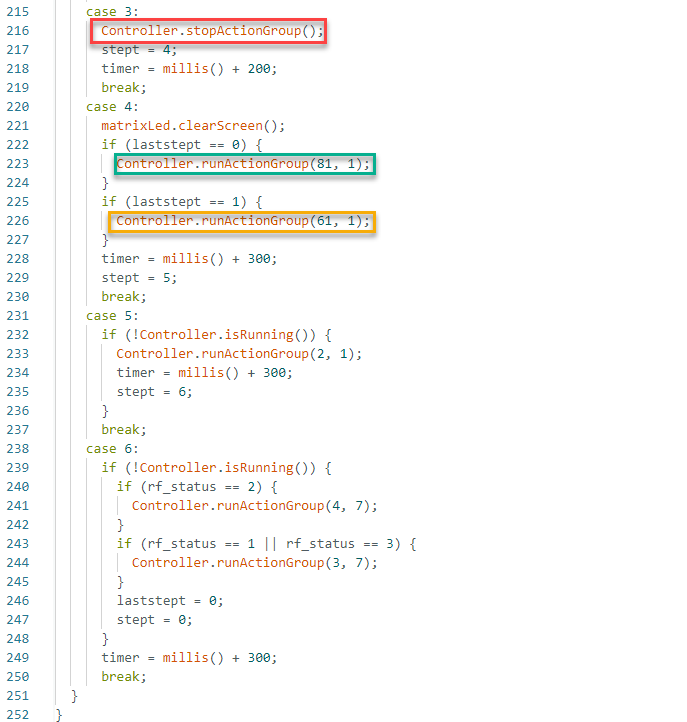 215 case 3:
216 Controller.stopActionGroup();
217 stept = 4;
218 timer = millis() + 200;
219 break;
220 case 4:
221 matrixLed.clearScreen();
222 if (laststept == 0) {
223 Controller.runActionGroup(81, 1);
224 }
225 if (laststept == 1) {
226 Controller.runActionGroup(61, 1);
227 }
228 timer = millis() + 300;
229 stept = 5;
230 break;
231 case 5:
232 if (!Controller.isRunning()) {
233 Controller.runActionGroup(2, 1);
234 timer = millis() + 300;
235 stept = 6;
236 }
237 break;
238 case 6:
239 if (!Controller.isRunning()) {
240 if (rf_status == 2) {
241 Controller.runActionGroup(4, 7);
242 }
243 if (rf_status == 1 || rf_status == 3) {
244 Controller.runActionGroup(3, 7);
245 }
246 laststept = 0;
247 stept = 0;
248 }
249 timer = millis() + 300;
250 break;
251 }
252 }